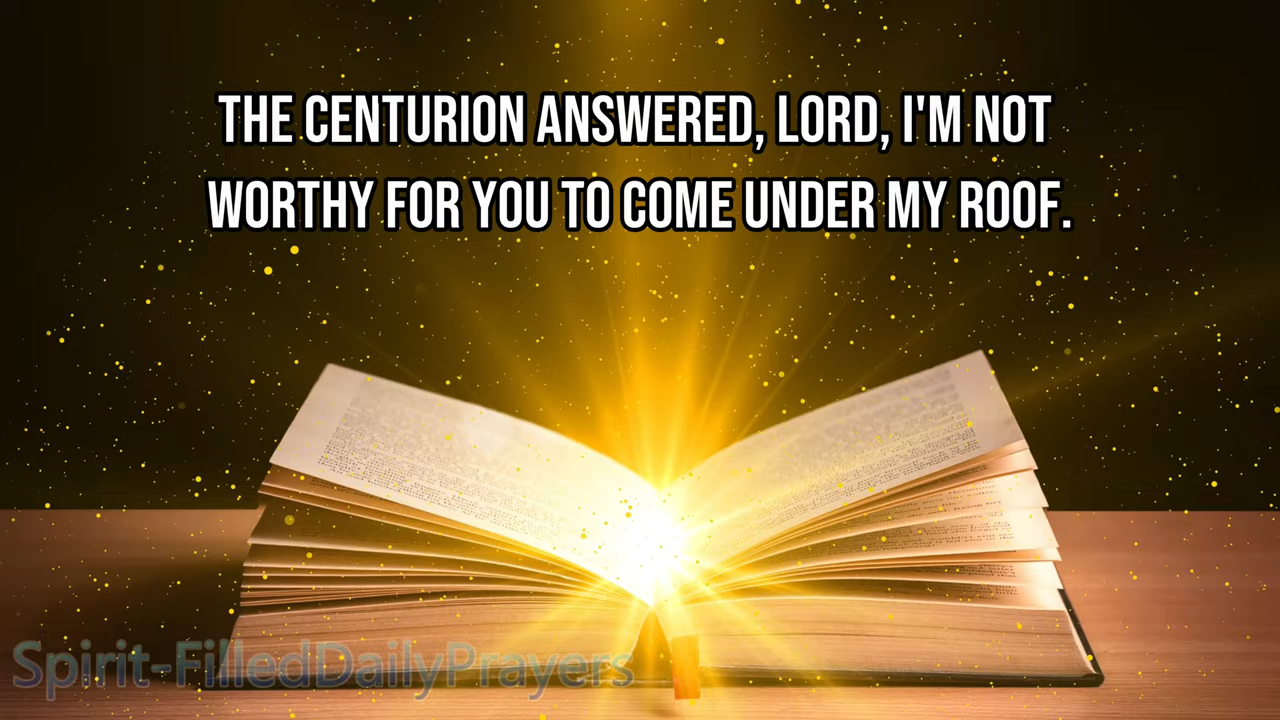 THE CENTURION ANSWERED, LORD, I'M NOT
WORTHY FOR YOU TO COME UNDER MY ROOF.
Spirit-FilledDailyPrayers